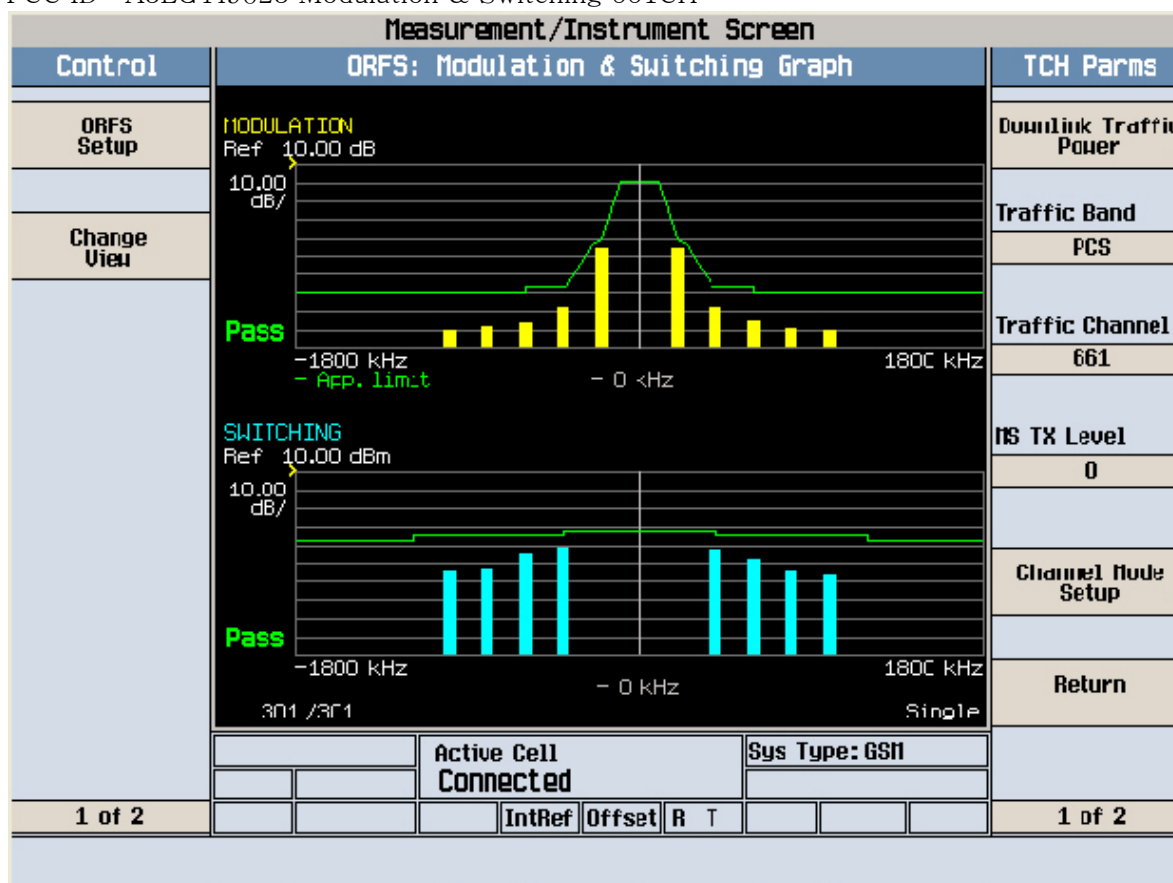 Measurement/Instrument Screen
Control
ORFS: Modulation & Switching Graph
TCH Parms
ORFS
Setup
Change
View
MODULATION
Ref 10.00 dB
10.00
dB/
Pass
-1800 kHz
1800 kHz
- App. limit
- 0 kHz
SWITCHING
Ref 10.00 dBm
10.00
dB/
Pass
-1800 kHz
1800 kHz
- 0 kHz
301 /301
Single
Downlink Traffic
Power
Traffic Band
PCS
Traffic Channel
661
MS TX Level
0
Channel Mode
Setup
Return
Active Cell
Connected
Sys Type: GSM
1 of 2
IntRef
Offset
R T
1 of 2